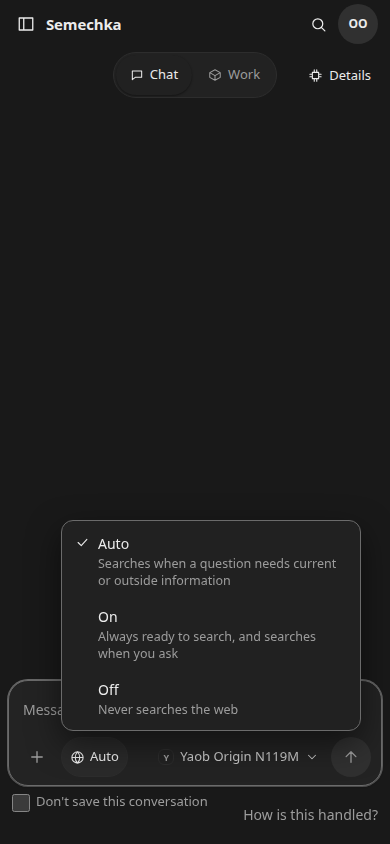 Semechka
OO
Chat
Work
Details
Auto
Searches when a question needs current
or outside information
On
Always ready to search, and searches
when you ask
Off
Never searches the web
Messa
Auto
Y
Yaob Origin N119M
Don't save this conversation
How is this handled?